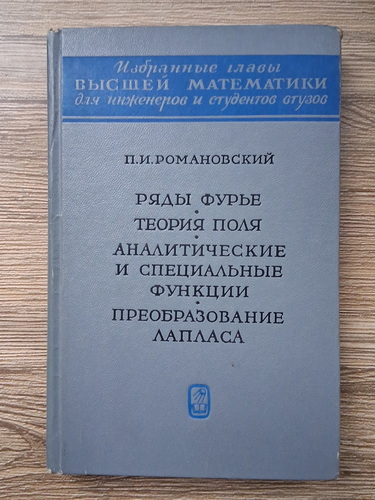 Избранные главы
ВЫСШЕЙ МАТЕМАТИКИ
для инженеров и студентов втузов
П.И.РОМАНОВСКИЙ
РЯДЫ ФУРЬЕ
•
ТЕОРИЯ ПОЛЯ
•
АНАЛИТИЧЕСКИЕ
И СПЕЦИАЛЬНЫЕ
ФУНКЦИИ
•
ПРЕОБРАЗОВАНИЕ
ЛАПЛАСА